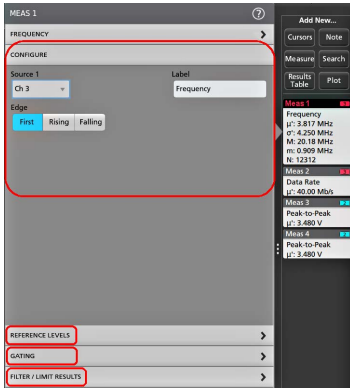 MEAS 1
?
FREQUENCY
CONFIGURE
Source 1
Label
Ch 3
Frequency
Edge
First
Rising
Falling
REFERENCE LEVELS
GATING
FILTER / LIMIT RESULTS
Add New...
Cursors
Note
Measure
Search
Results Table
Plot
Meas 1
Frequency
µ': 3.817 MHz
σ': 4.250 MHz
M: 20.18 MHz
m: 0.909 MHz
N: 12312
Meas 2
Data Rate
µ': 40.00 Mb/s
Meas 3
Peak-to-Peak
µ': 3.480 V
Meas 4
Peak-to-Peak
µ': 3.480 V